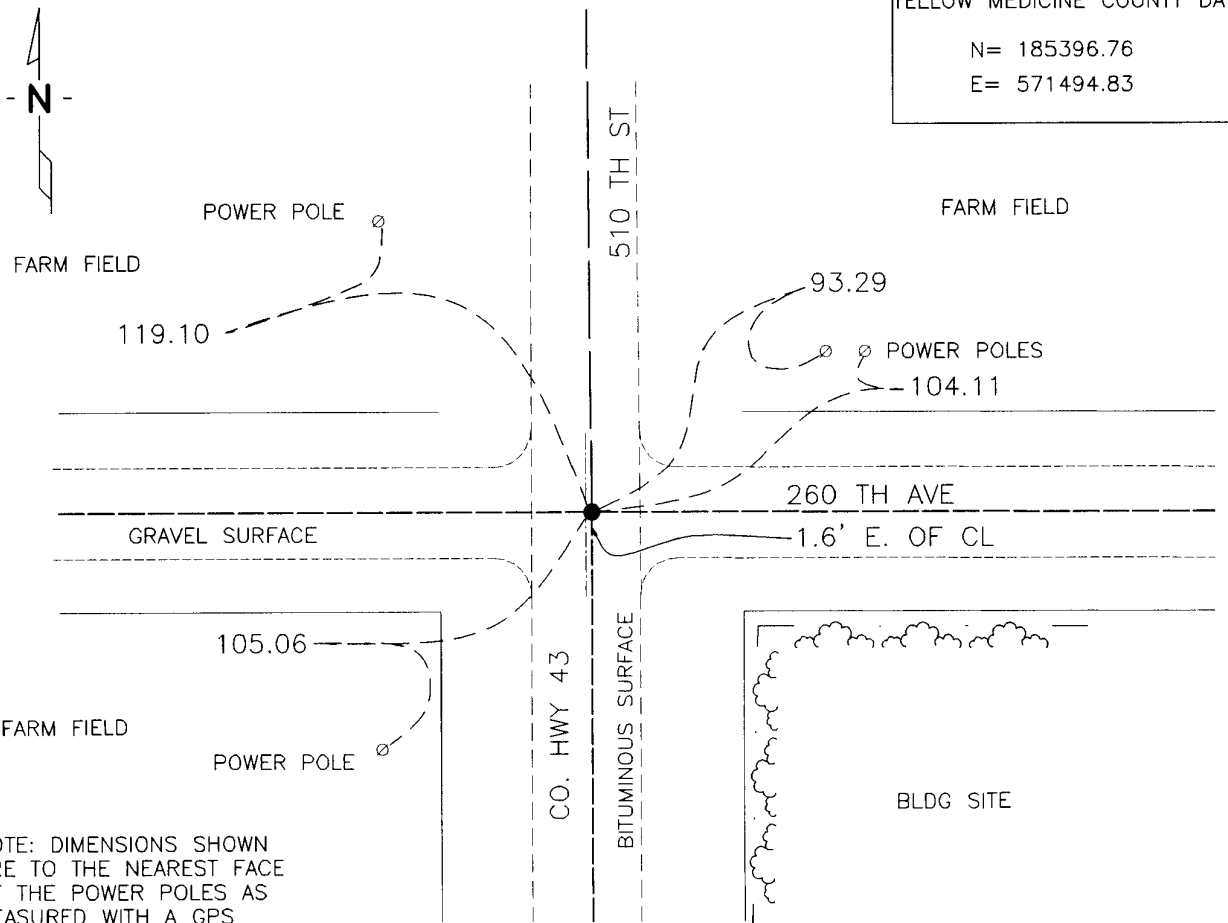 YELLOW MEDICINE COUNTY
N= 185396.76
E= 571494.83
- N -
510 TH ST
POWER POLE
FARM FIELD
FARM FIELD
93.29
119.10
POWER POLES
104.11
260 TH AVE
GRAVEL SURFACE
1.6' E. OF CL
105.06
CO. HWY 43
BITUMINOUS SURFACE
FARM FIELD
POWER POLE
BLDG SITE
OTE: DIMENSIONS SHOWN
RE TO THE NEAREST FACE
THE POWER POLES AS
EASURED WITH A GPS